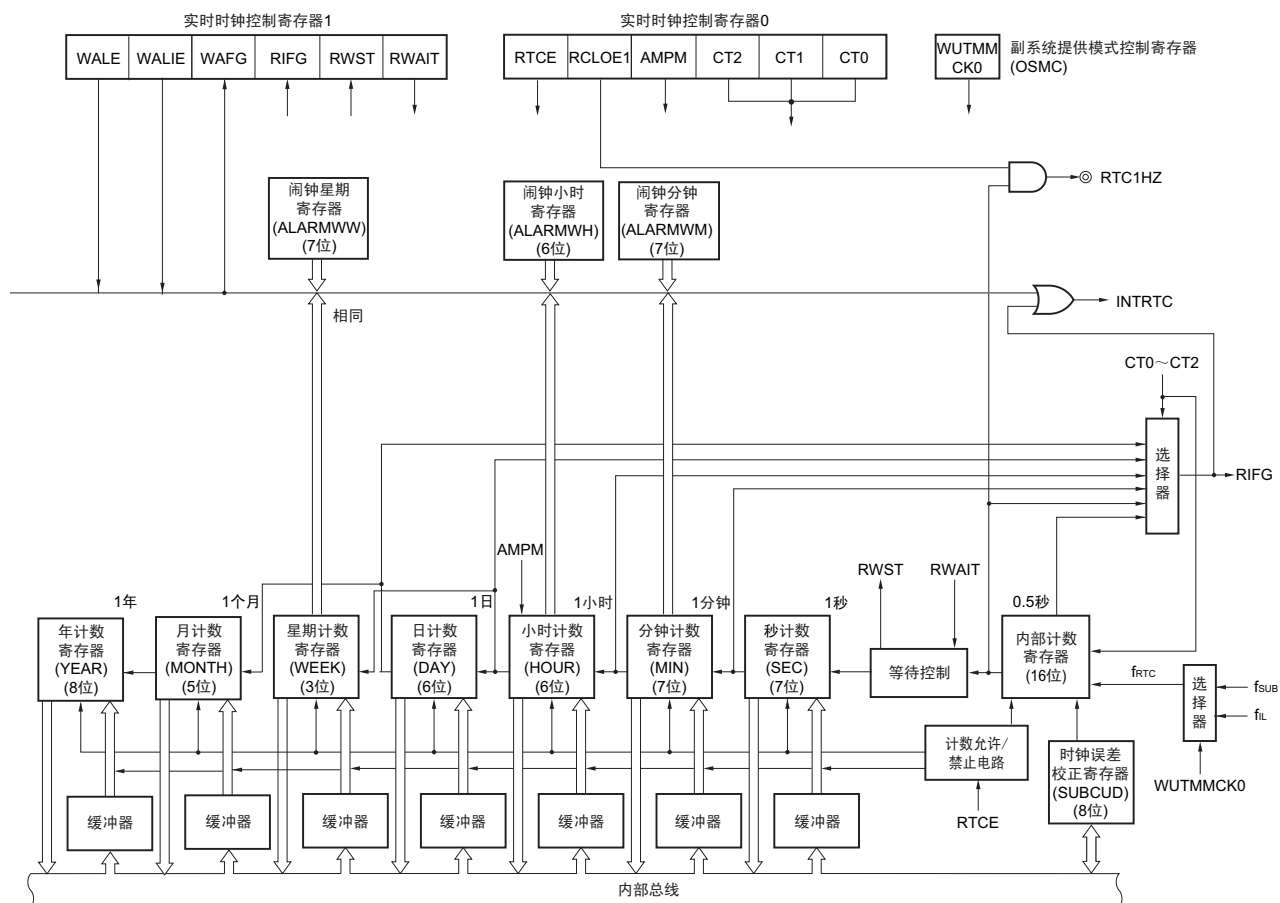 实时时钟控制寄存器1
实时时钟控制寄存器0
WALE WALIE WAFG RIFG RWST RWAIT
RTCE RCLOE1 AMPM CT2 CT1 CT0
WUTMM
CK0
副系统提供模式控制寄存器
(OSMC)
RTC1HZ
闹钟星期
寄存器
(ALARMWW)
(7位)
闹钟小时
寄存器
(ALARMWH)
(6位)
闹钟分钟
寄存器
(ALARMWM)
(7位)
相同
INTRTC
CT0～CT2
选
择
器
RIFG
AMPM
RWST
RWAIT
1年
1个月
1日
1小时
1分钟
1秒
0.5秒
年计数
寄存器
(YEAR)
(8位)
月计数
寄存器
(MONTH)
(5位)
星期计数
寄存器
(WEEK)
(3位)
日计数
寄存器
(DAY)
(6位)
小时计数
寄存器
(HOUR)
(6位)
分钟计数
寄存器
(MIN)
(7位)
秒计数
寄存器
(SEC)
(7位)
等待控制
内部计数
寄存器
(16位)
fRTC
选
择
器
fSUB
fIL
WUTMMCK0
计数允许/
禁止电路
RTCE
时钟误差
校正寄存器
(SUBCUD)
(8位)
缓冲器
缓冲器
缓冲器
缓冲器
缓冲器
缓冲器
缓冲器
内部总线